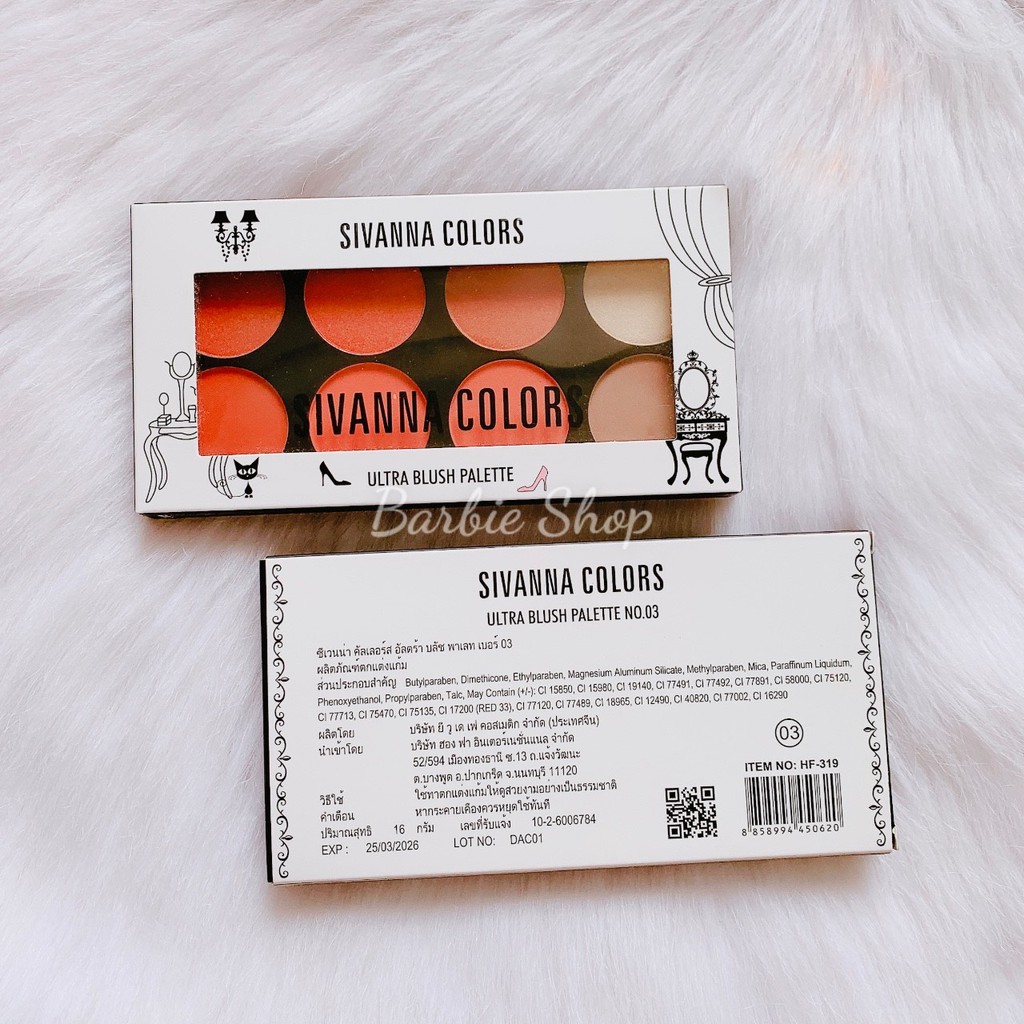 SIVANNA COLORS
SIVANNA COLORS
ULTRA BLUSH PALETTE
Barbie Shop
SIVANNA COLORS
ULTRA BLUSH PALETTE NO.03
ซีเวนน่า คัลเลอร์ส อัลตร้า บลัช พาเลท เบอร์ 03
ผลิตภัณฑ์ตกแต่งแก้ม
ส่วนประกอบสำคัญ Butylparaben, Dimethicone, Ethylparaben, Magnesium Aluminum Silicate, Methylparaben, Mica, Paraffinum Liquidum,
Phenoxyethanol, Propylparaben, Talc, May Contain (+/-): CI 15850, CI 15980, CI 19140, CI 77491, CI 77492, CI 77891, CI 58000, CI 75120,
CI 77713, CI 75470, CI 75135, CI 17200 (RED 33), CI 77120, CI 77489, CI 18965, CI 12490, CI 40820, CI 77002, CI 16290
ผลิตโดย บริษัท ยี วู เด เฟ คอสเมติก จำกัด (ประเทศจีน)
นำเข้าโดย บริษัท ฮอง ฟา อินเตอร์เนชั่นแนล จำกัด
52/594 เมืองทองธานี ซ.13 ถ.แจ้งวัฒนะ
ต.บางพูด อ.ปากเกร็ด จ.นนทบุรี 11120
วิธีใช้ ใช้ทาตกแต่งแก้มให้ดูสวยงามอย่างเป็นธรรมชาติ
คำเตือน หากระคายเคืองควรหยุดใช้ทันที
ปริมาณสุทธิ 16 กรัม เลขที่รับแจ้ง 10-2-6006784
EXP : 25/03/2026 LOT NO: DAC01
03
ITEM NO: HF-319
8 858994 450620